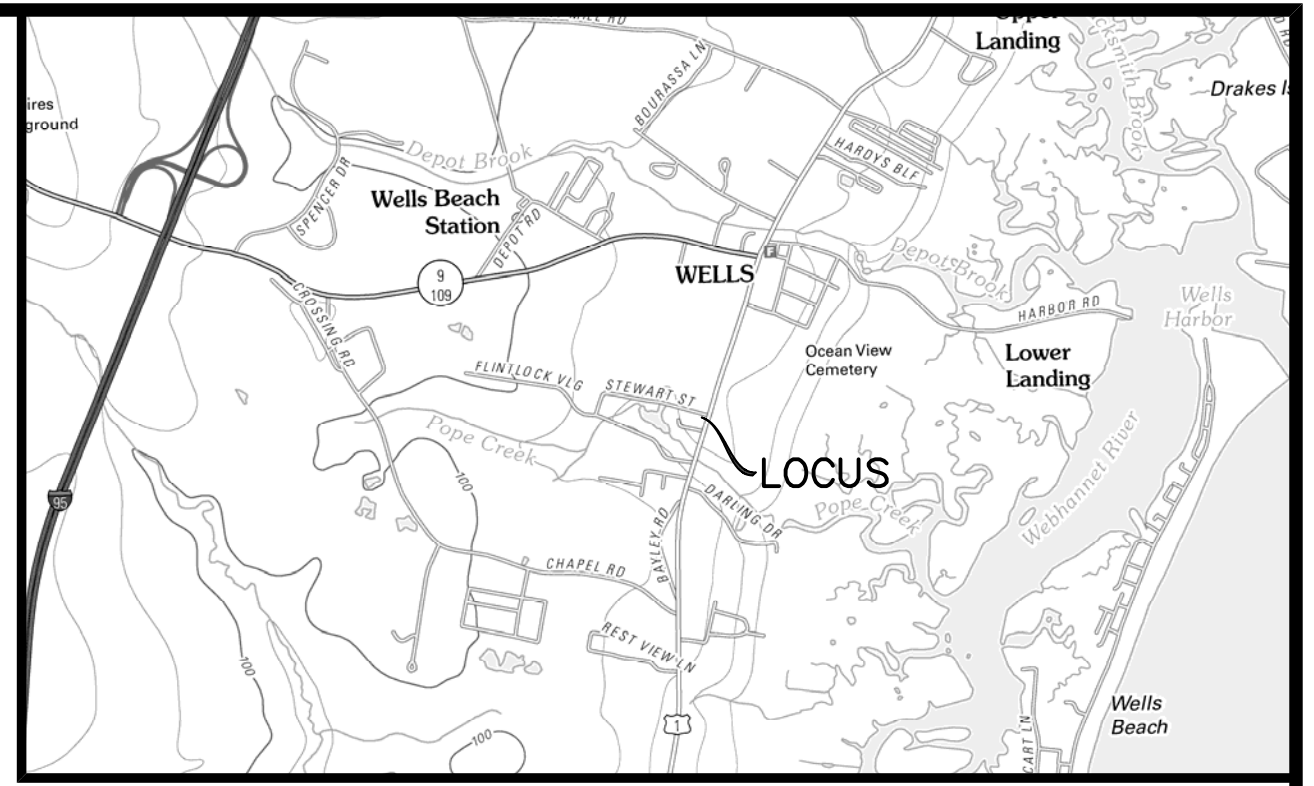 MILL RD
Upper
Landing
BOURASSA LN
Drakes Is
ires
ground
HARDYS BLF
Depot Brook
SPENCER DR
Wells Beach
Station
DEPOT RD
WELLS
F
Depot Brook
9
109
CROSSING RD
HARBOR RD
Wells
Harbor
Ocean View
Cemetery
Lower
Landing
FLINTLOCK VLG
STEWART ST
Pope Creek
LOCUS
100
95
DARLING DR
Pope Creek
Webhannet River
BAYLEY RD
CHAPEL RD
REST VIEW LN
100
1
100
Wells
Beach
CART LN